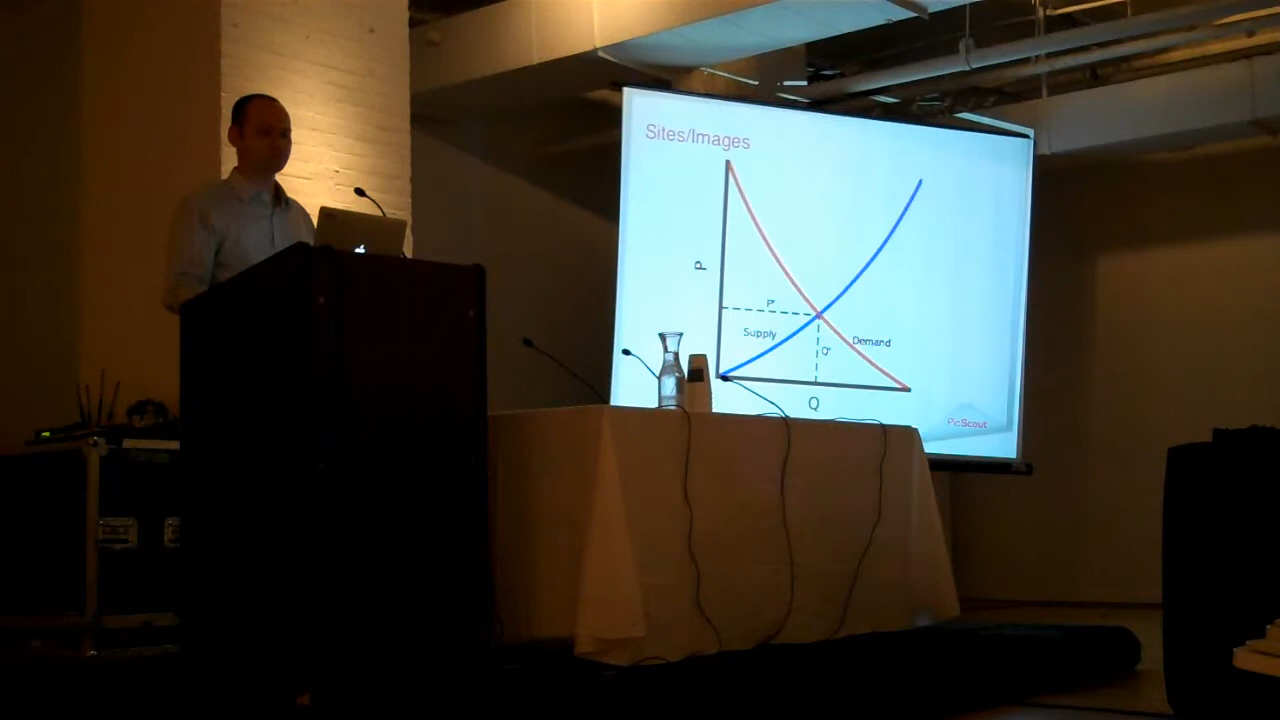 Sites/Images
P
P*
Supply
Demand
Q*
Q
PicScout